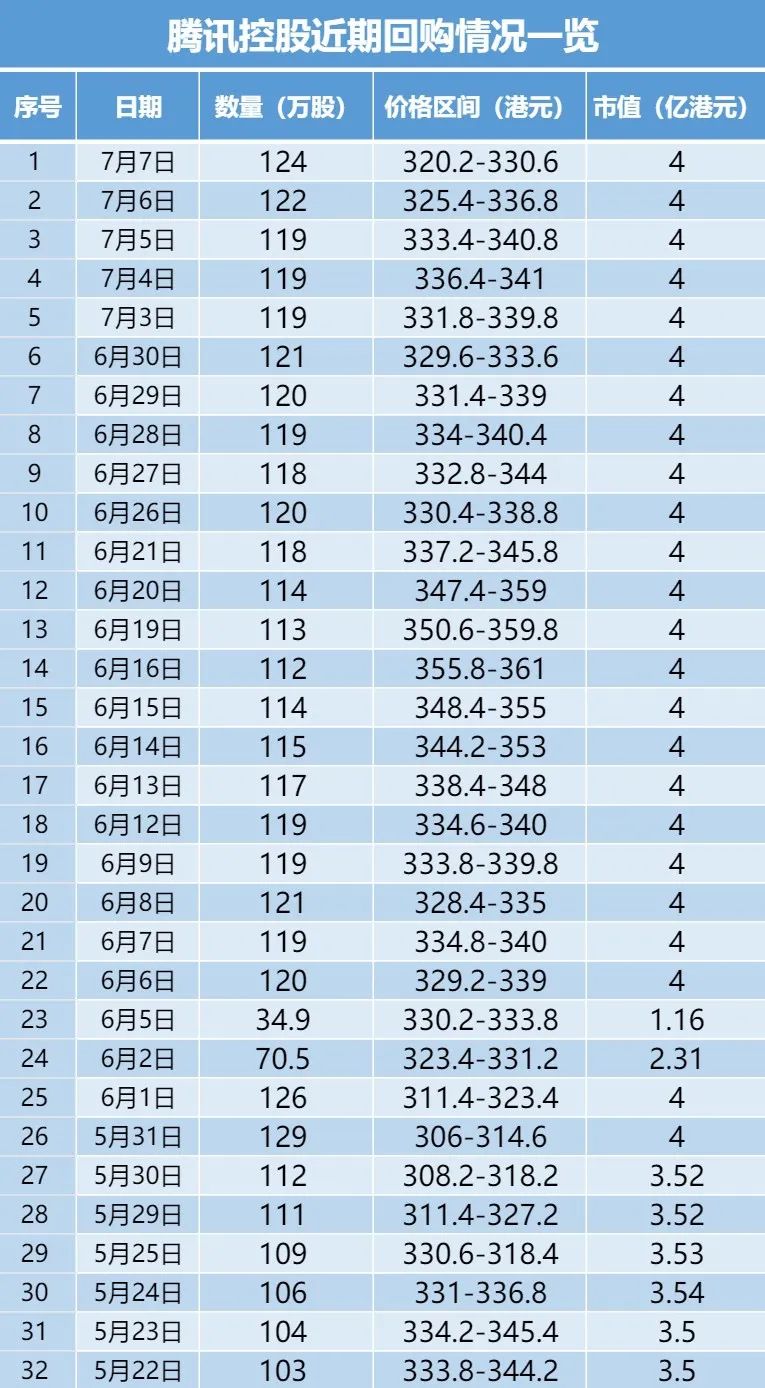 腾讯控股近期回购情况一览
序号 日期 数量（万股） 价格区间（港元） 市值（亿港元）
1 7月7日 124 320.2-330.6 4
2 7月6日 122 325.4-336.8 4
3 7月5日 119 333.4-340.8 4
4 7月4日 119 336.4-341 4
5 7月3日 119 331.8-339.8 4
6 6月30日 121 329.6-333.6 4
7 6月29日 120 331.4-339 4
8 6月28日 119 334-340.4 4
9 6月27日 118 332.8-344 4
10 6月26日 120 330.4-338.8 4
11 6月21日 118 337.2-345.8 4
12 6月20日 114 347.4-359 4
13 6月19日 113 350.6-359.8 4
14 6月16日 112 355.8-361 4
15 6月15日 114 348.4-355 4
16 6月14日 115 344.2-353 4
17 6月13日 117 338.4-348 4
18 6月12日 119 334.6-340 4
19 6月9日 119 333.8-339.8 4
20 6月8日 121 328.4-335 4
21 6月7日 119 334.8-340 4
22 6月6日 120 329.2-339 4
23 6月5日 34.9 330.2-333.8 1.16
24 6月2日 70.5 323.4-331.2 2.31
25 6月1日 126 311.4-323.4 4
26 5月31日 129 306-314.6 4
27 5月30日 112 308.2-318.2 3.52
28 5月29日 111 311.4-327.2 3.52
29 5月25日 109 330.6-318.4 3.53
30 5月24日 106 331-336.8 3.54
31 5月23日 104 334.2-345.4 3.5
32 5月22日 103 333.8-344.2 3.5